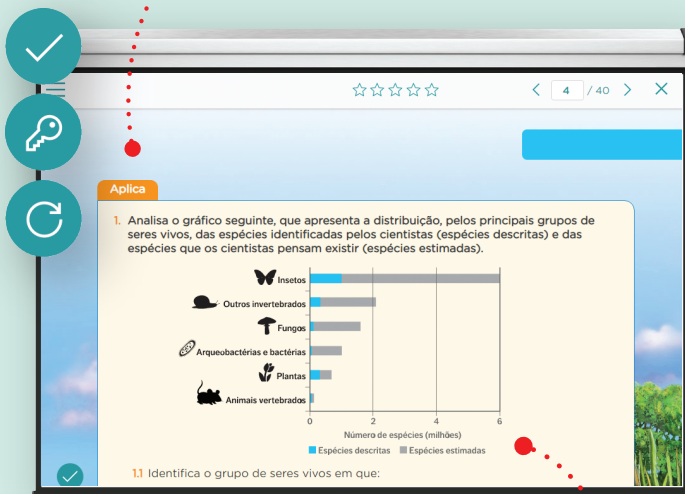 4 / 40
Aplica
1. Analisa o gráfico seguinte, que apresenta a distribuição, pelos principais grupos de
seres vivos, das espécies identificadas pelos cientistas (espécies descritas) e das
espécies que os cientistas pensam existir (espécies estimadas).
Insetos
Outros invertebrados
Fungos
Arqueobactérias e bactérias
Plantas
Animais vertebrados
0 2 4 6
Número de espécies (milhões)
Espécies descritas Espécies estimadas
1.1 Identifica o grupo de seres vivos em que: